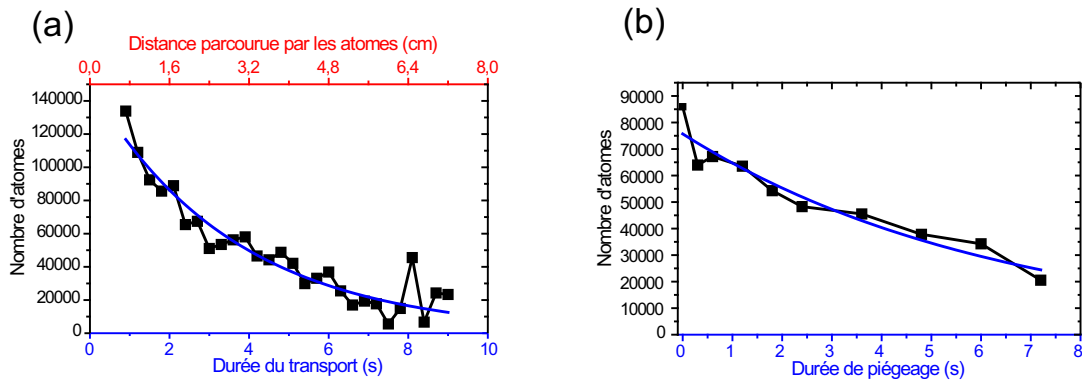 (a)
Distance parcourue par les atomes (cm)
0,0 1,6 3,2 4,8 6,4 8,0
Nombre d'atomes
140000
120000
100000
80000
60000
40000
20000
0
0 2 4 6 8 10
Durée du transport (s)
(b)
Nombre d'atomes
90000
80000
70000
60000
50000
40000
30000
20000
10000
0
0 1 2 3 4 5 6 7 8
Durée de piégeage (s)